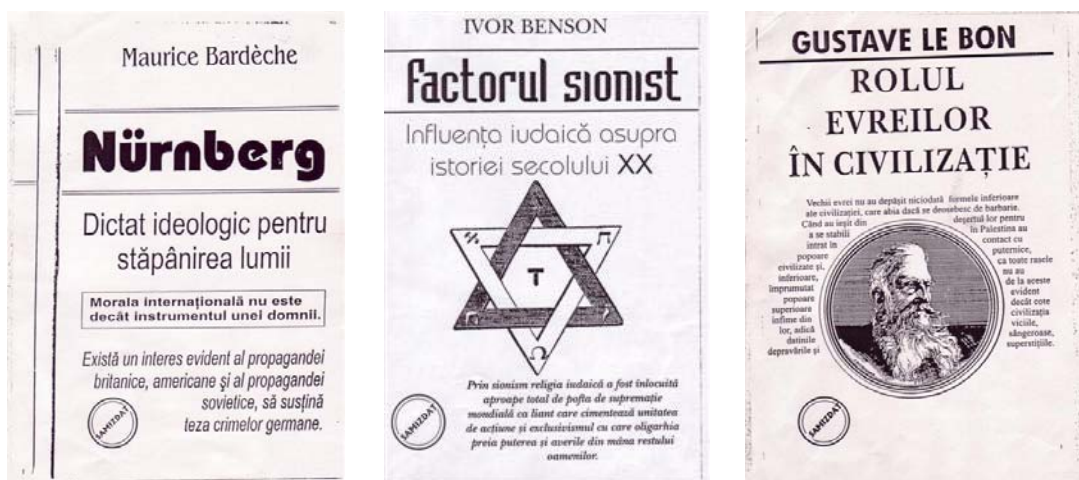 Maurice Bardèche
Nürnberg
Dictat ideologic pentru
stăpânirea lumii
Morala internațională nu este
decât instrumentul unei domnii.
Există un interes evident al propagandei
britanice, americane şi al propagandei
sovietice, să susțină
teza crimelor germane.
SAMIZDAT
IVOR BENSON
factorul sionist
Influența iudaică asupra
istoriei secolului XX
T
Ω
Prin sionism religia iudaică a fost înlocuită
aproape total de pofta de supremație
mondială ca liant care cimentează unitatea
de acțiune și exclusivismul cu care oligarhia
preia puterea și averile din mâna restului
oamenilor.
SAMIZDAT
GUSTAVE LE BON
ROLUL
EVREILOR
ÎN CIVILIZAȚIE
Vechii evrei nu au depășit niciodată formele inferioare
ale civilizației, care abia dacă se deosebesc de barbarie.
Când au ieșit din deșertul lor pentru
a se stabili în Palestina au
intrat în contact cu
popoare puternice,
civilizate și, ca toate rasele
inferioare, nu au
împrumutat de la aceste
popoare evident
superioare decât cote
infime din civilizația
lor, adică viciile,
datinile sângeroase,
depravările și superstițiile.
SAMIZDAT